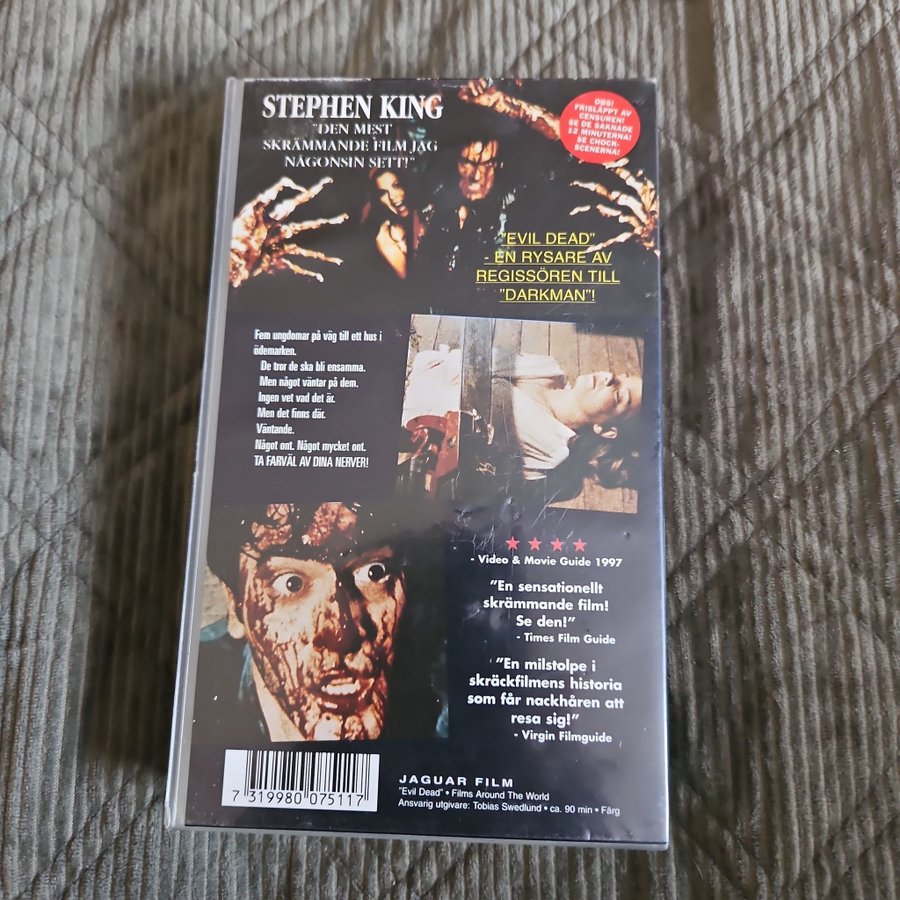 STEPHEN KING
"DEN MEST
SKRÄMMANDE FILM JAG
NÅGONSIN SETT!"
OBS!
FRISLÄPPT AV
CENSUREN!
SE DE SAKNADE
12 MINUTERNA!
SE CHOCK-
SCENERNA!
"EVIL DEAD"
- EN RYSARE AV
REGISSÖREN TILL
"DARKMAN"!
Fem ungdomar på väg till ett hus i
ödemarken.
De tror de ska bli ensamma.
Men något väntar på dem.
Ingen vet vad det är.
Men det finns där.
Väntande.
Något ont. Något mycket ont.
TA FARVÄL AV DINA NERVER!
- Video & Movie Guide 1997
"En sensationellt
skrämmande film!
Se den!"
- Times Film Guide
"En milstolpe i
skräckfilmens historia
som får nackhåren att
resa sig!"
- Virgin Filmguide
7 319980 075117
JAGUAR FILM
"Evil Dead" • Films Around The World
Ansvarig utgivare: Tobias Swedlund • ca. 90 min • Färg